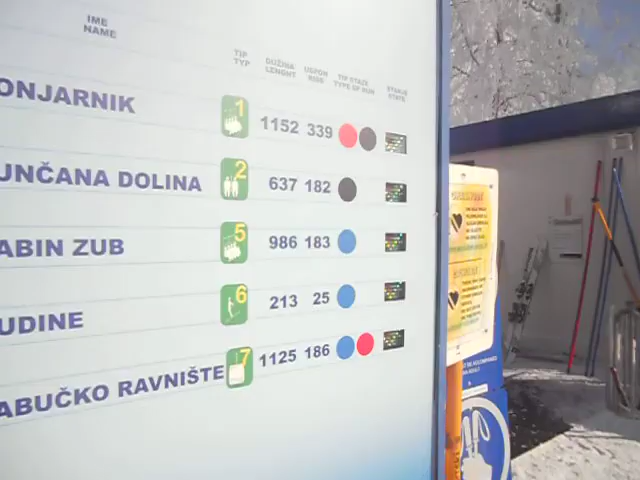 IME
NAME
TIP
TYP
DUŽINA
LENGHT
USPON
RISE
TIP STAZE
TYPE OF RUN
STANJE
STATE
ONJARNIK 1 1152 339
UNČANA DOLINA 2 637 182
ABIN ZUB 5 986 183
UDINE 6 213 25
ABUČKO RAVNIŠTE 7 1125 186